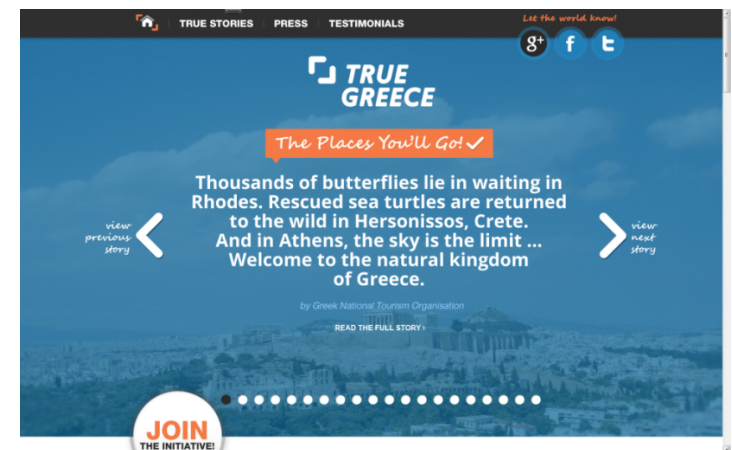 TRUE STORIES PRESS TESTIMONIALS
Let the world know!
g+ f t
TRUE
GREECE
The Places You'll Go!
Thousands of butterflies lie in waiting in
Rhodes. Rescued sea turtles are returned
to the wild in Hersonissos, Crete.
And in Athens, the sky is the limit ...
Welcome to the natural kingdom
of Greece.
view
previous
story
view
next
story
by Greek National Tourism Organisation
READ THE FULL STORY ›
JOIN
THE INITIATIVE!